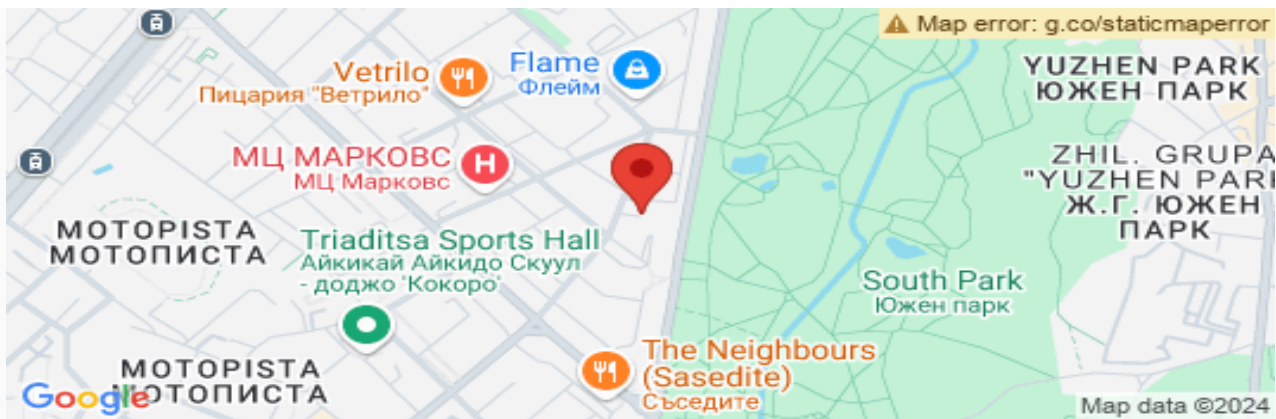 Map error: g.co/staticmaperror
Flame
Флейм
Vetrilo
Пицария "Ветрило"
YUZHEN PARK
ЮЖЕН ПАРК
МЦ МАРКОВС
МЦ Марковс
H
ZHIL. GRUPA
"YUZHEN PARK
Ж.Г. ЮЖЕН
ПАРК
MOTOPISTA
МОТОПИСТА
Triaditsa Sports Hall
Айкикай Айкидо Скуул
- доджо 'Кокоро'
South Park
Южен парк
The Neighbours
(Sasedite)
Съседите
MOTOPISTA
МОТОПИСТА
Google
Map data ©2024